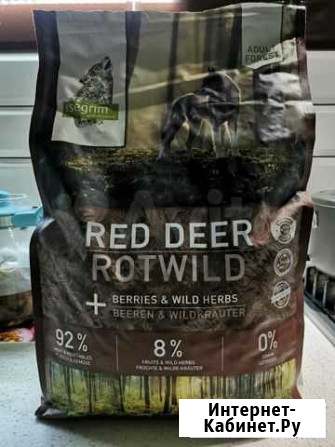 isegrim
ADULT
FOREST
RED DEER
ROTWILD
+ BERRIES & WILD HERBS
BEEREN & WILDKRÄUTER
92%
8%
0%
FRUITS & WILD HERBS
FRÜCHTE & WILDE KRÄUTER
Интернет-
Кабинет.Ру